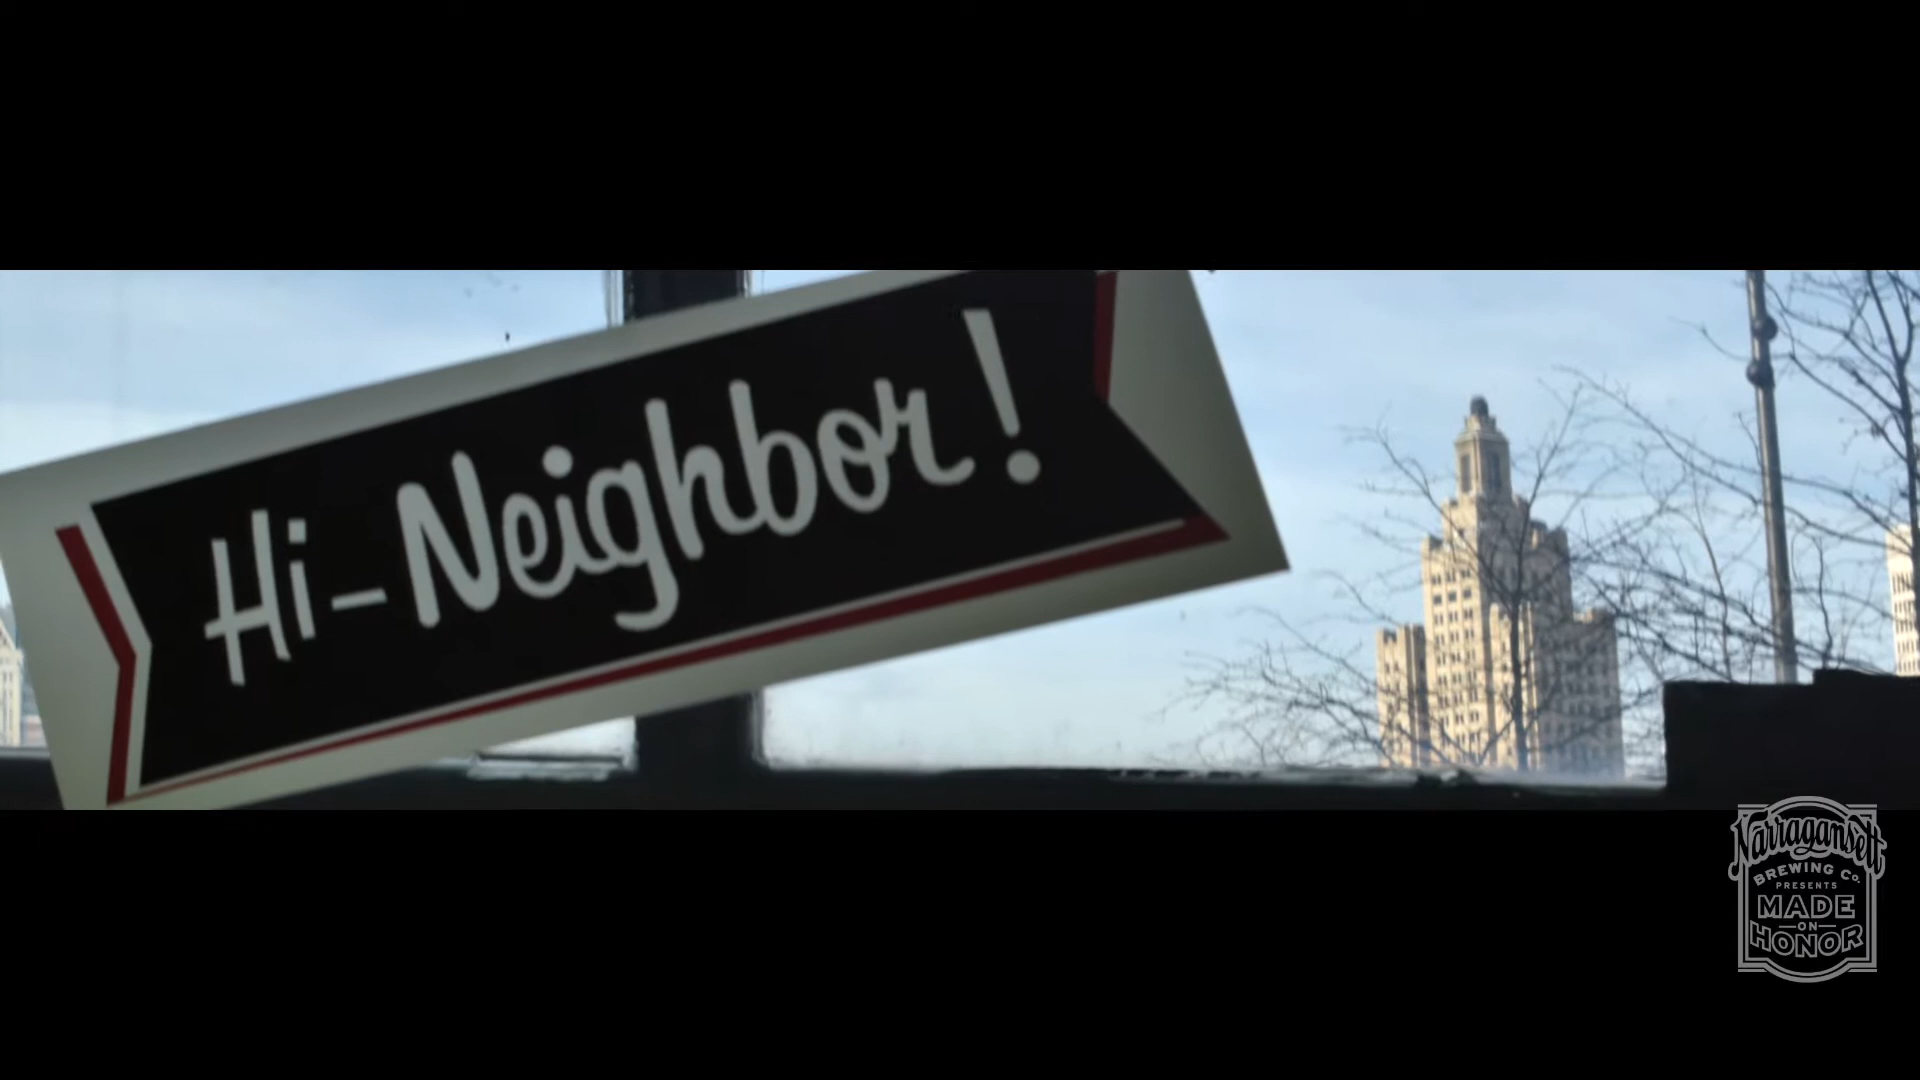 Hi-Neighbor!
Narragansett
BREWING Co.
PRESENTS
MADE
ON
HONOR